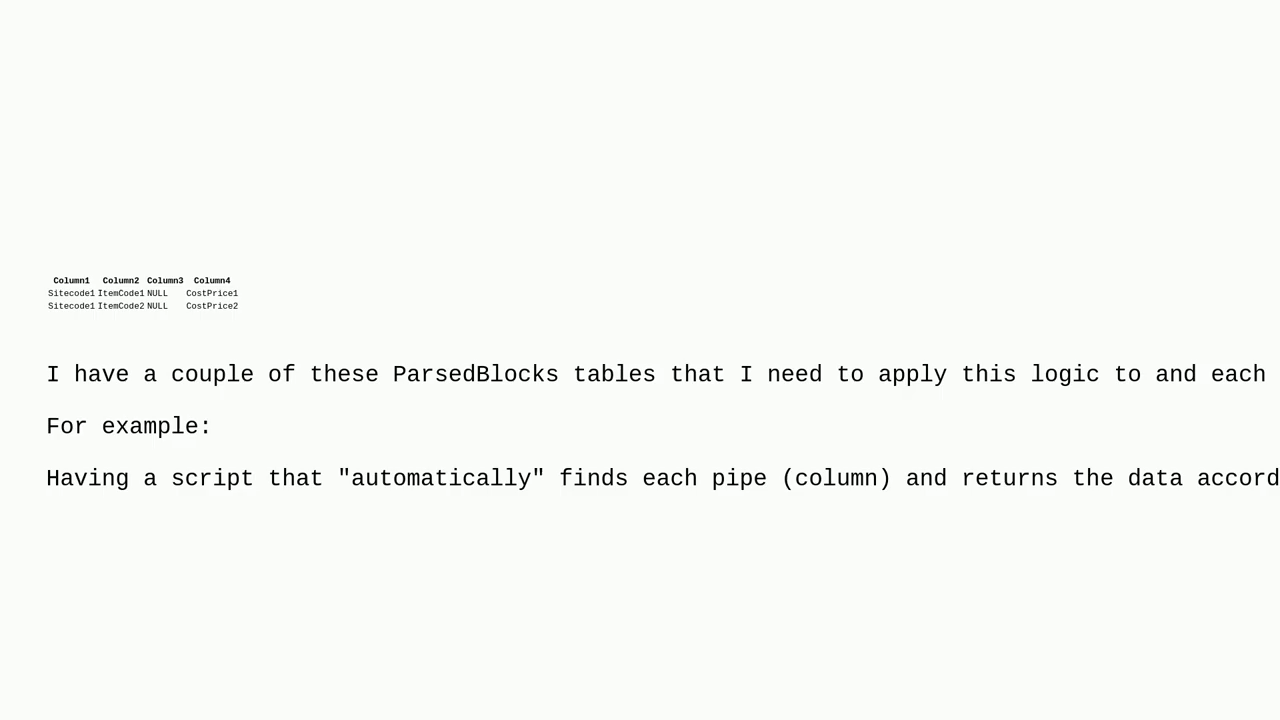 Column1 Column2 Column3 Column4
Sitecode1 ItemCode1 NULL CostPrice1
Sitecode1 ItemCode2 NULL CostPrice2
I have a couple of these ParsedBlocks tables that I need to apply this logic to and each
For example:
Having a script that "automatically" finds each pipe (column) and returns the data accord